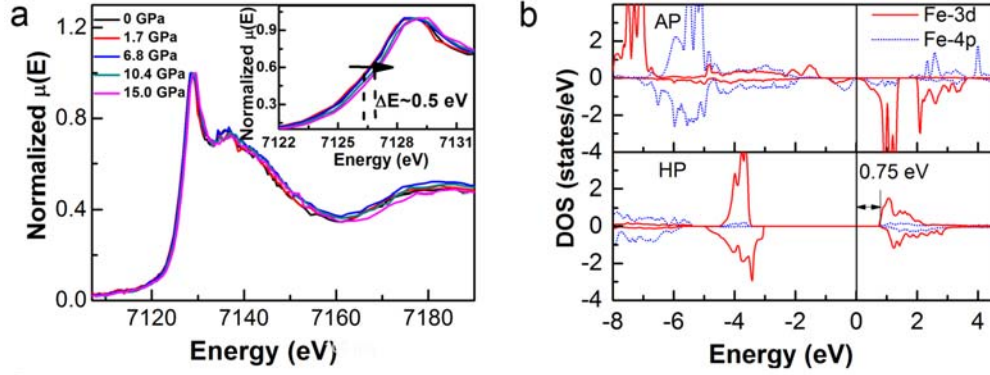 a
Normalized μ(E)
1.2
0.8
0.4
0.0
0 GPa
1.7 GPa
6.8 GPa
10.4 GPa
15.0 GPa
7120
7140
7160
7180
Energy (eV)
Normalized μ(E)
0.9
0.6
0.3
ΔE~0.5 eV
7122
7125
7128
7131
Energy (eV)
b
DOS (states/eV)
AP
Fe-3d
Fe-4p
2
0
-2
-4
HP
0.75 eV
2
0
-2
-4
-8
-6
-4
-2
0
2
4
Energy (eV)